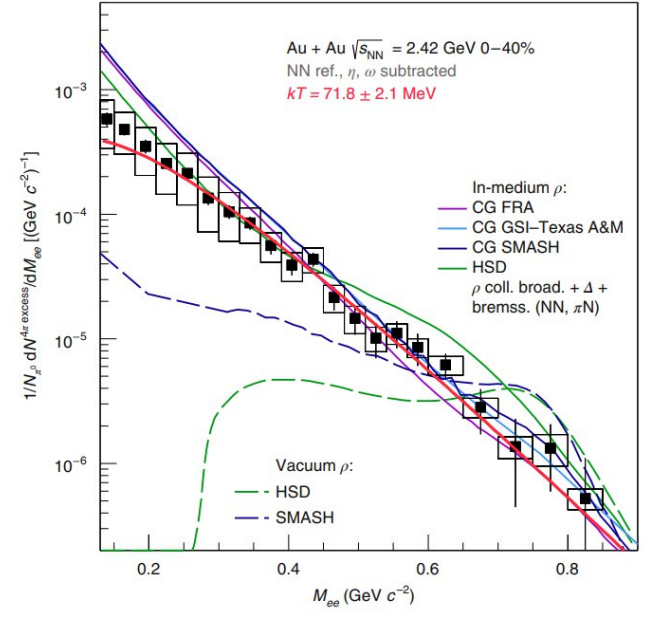 Au + Au √sNN = 2.42 GeV 0–40%
NN ref., η, ω subtracted
kT = 71.8 ± 2.1 MeV
10−3
10−4
10−5
10−6
1/Nπ0 dN4π excess/dMee [(GeV c−2)−1]
In-medium ρ:
CG FRA
CG GSI–Texas A&M
CG SMASH
HSD
ρ coll. broad. + Δ +
bremss. (NN, πN)
Vacuum ρ:
HSD
SMASH
0.2 0.4 0.6 0.8
Mee (GeV c−2)